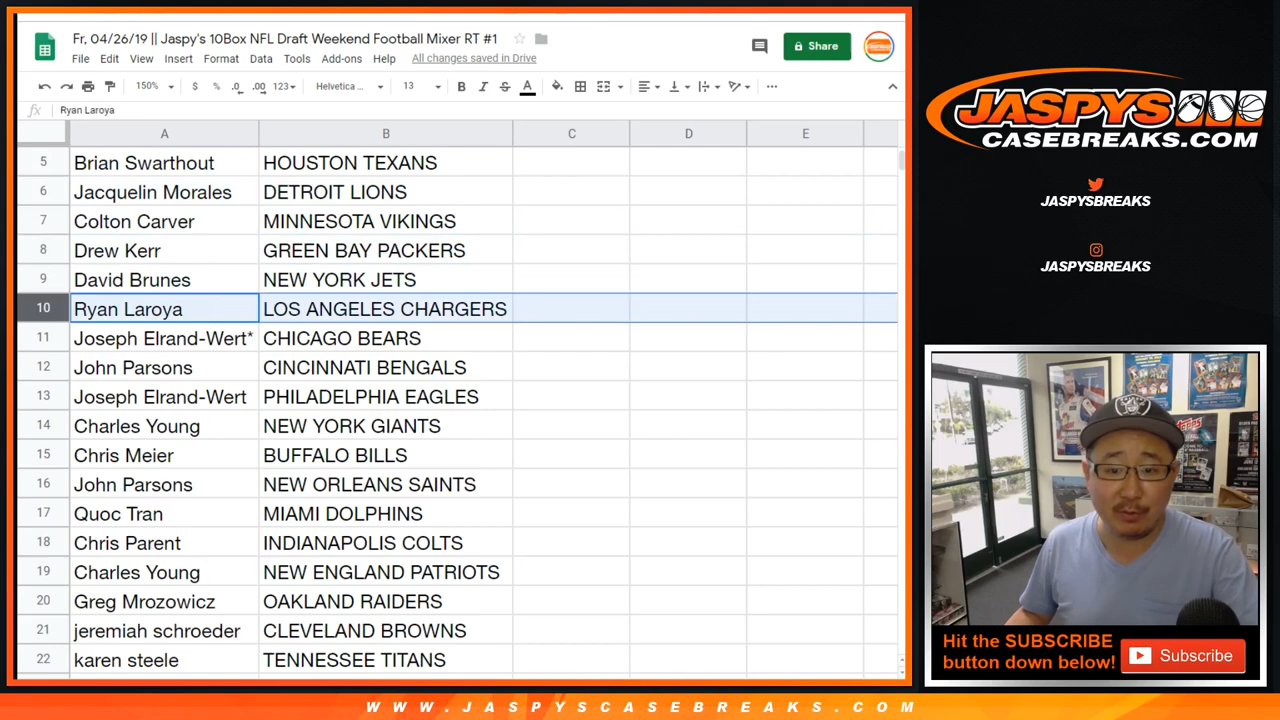 Fr, 04/26/19 || Jaspy's 10Box NFL Draft Weekend Football Mixer RT #1
File Edit View Insert Format Data Tools Add-ons Help All changes saved in Drive
Share
150% $ % .0 .00 123 Helvetica ... 13 B I S A
fx Ryan Laroya
A B C D E
5 Brian Swarthout HOUSTON TEXANS
6 Jacquelin Morales DETROIT LIONS
7 Colton Carver MINNESOTA VIKINGS
8 Drew Kerr GREEN BAY PACKERS
9 David Brunes NEW YORK JETS
10 Ryan Laroya LOS ANGELES CHARGERS
11 Joseph Elrand-Wert* CHICAGO BEARS
12 John Parsons CINCINNATI BENGALS
13 Joseph Elrand-Wert PHILADELPHIA EAGLES
14 Charles Young NEW YORK GIANTS
15 Chris Meier BUFFALO BILLS
16 John Parsons NEW ORLEANS SAINTS
17 Quoc Tran MIAMI DOLPHINS
18 Chris Parent INDIANAPOLIS COLTS
19 Charles Young NEW ENGLAND PATRIOTS
20 Greg Mrozowicz OAKLAND RAIDERS
21 jeremiah schroeder CLEVELAND BROWNS
22 karen steele TENNESSEE TITANS
JASPYS
CASEBREAKS.COM
JASPYSBREAKS
JASPYSBREAKS
Topps
Hit the SUBSCRIBE
button down below!
Subscribe
WWW.JASPYSCASEBREAKS.COM